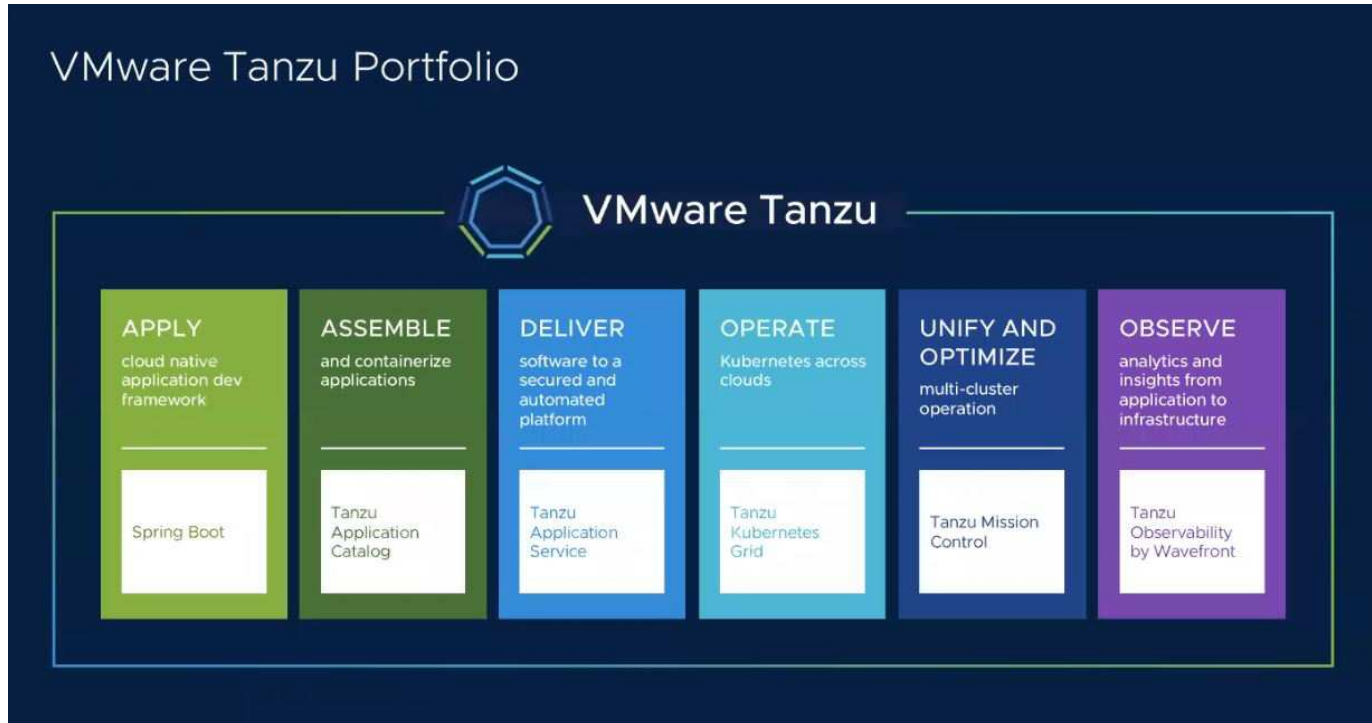 VMware Tanzu Portfolio
VMware Tanzu
APPLY
cloud native
application dev
framework
Spring Boot
ASSEMBLE
and containerize
applications
Tanzu
Application
Catalog
DELIVER
software to a
secured and
automated
platform
Tanzu
Application
Service
OPERATE
Kubernetes across
clouds
Tanzu
Kubernetes
Grid
UNIFY AND
OPTIMIZE
multi-cluster
operation
Tanzu Mission
Control
OBSERVE
analytics and
insights from
application to
infrastructure
Tanzu
Observability
by Wavefront